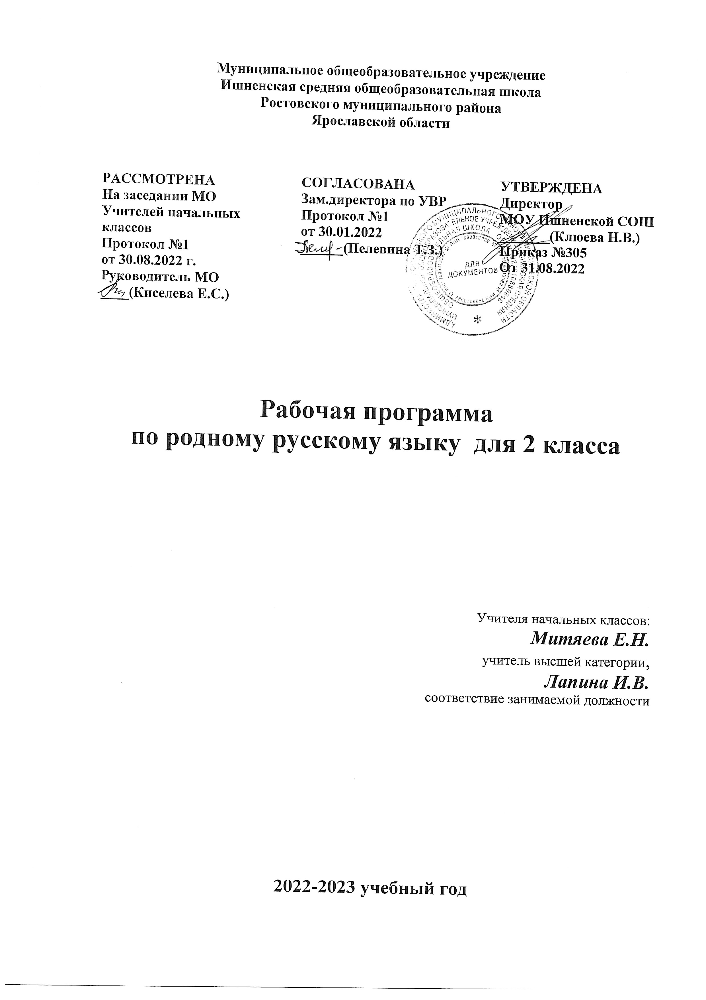 Муниципальное общеобразовательное учреждение
Ишненская средняя общеобразовательная школа
Ростовского муниципального района
Ярославской области
РАССМОТРЕНА
На заседании МО
Учителей начальных
классов
Протокол №1
от 30.08.2022 г.
Руководитель МО
(Киселева Е.С.)
СОГЛАСОВАНА
Зам.директора по УВР
Протокол №1
от 30.01.2022
(Пелевина Т.З.)
УТВЕРЖДЕНА
Директор
МОУ Ишненской СОШ
(Клюева Н.В.)
Приказ №305
От 31.08.2022
ДЛЯ
ДОКУМЕНТОВ
Рабочая программа
по родному русскому языку для 2 класса
Учителя начальных классов:
Митяева Е.Н.
учитель высшей категории,
Лапина И.В.
соответствие занимаемой должности
2022-2023 учебный год